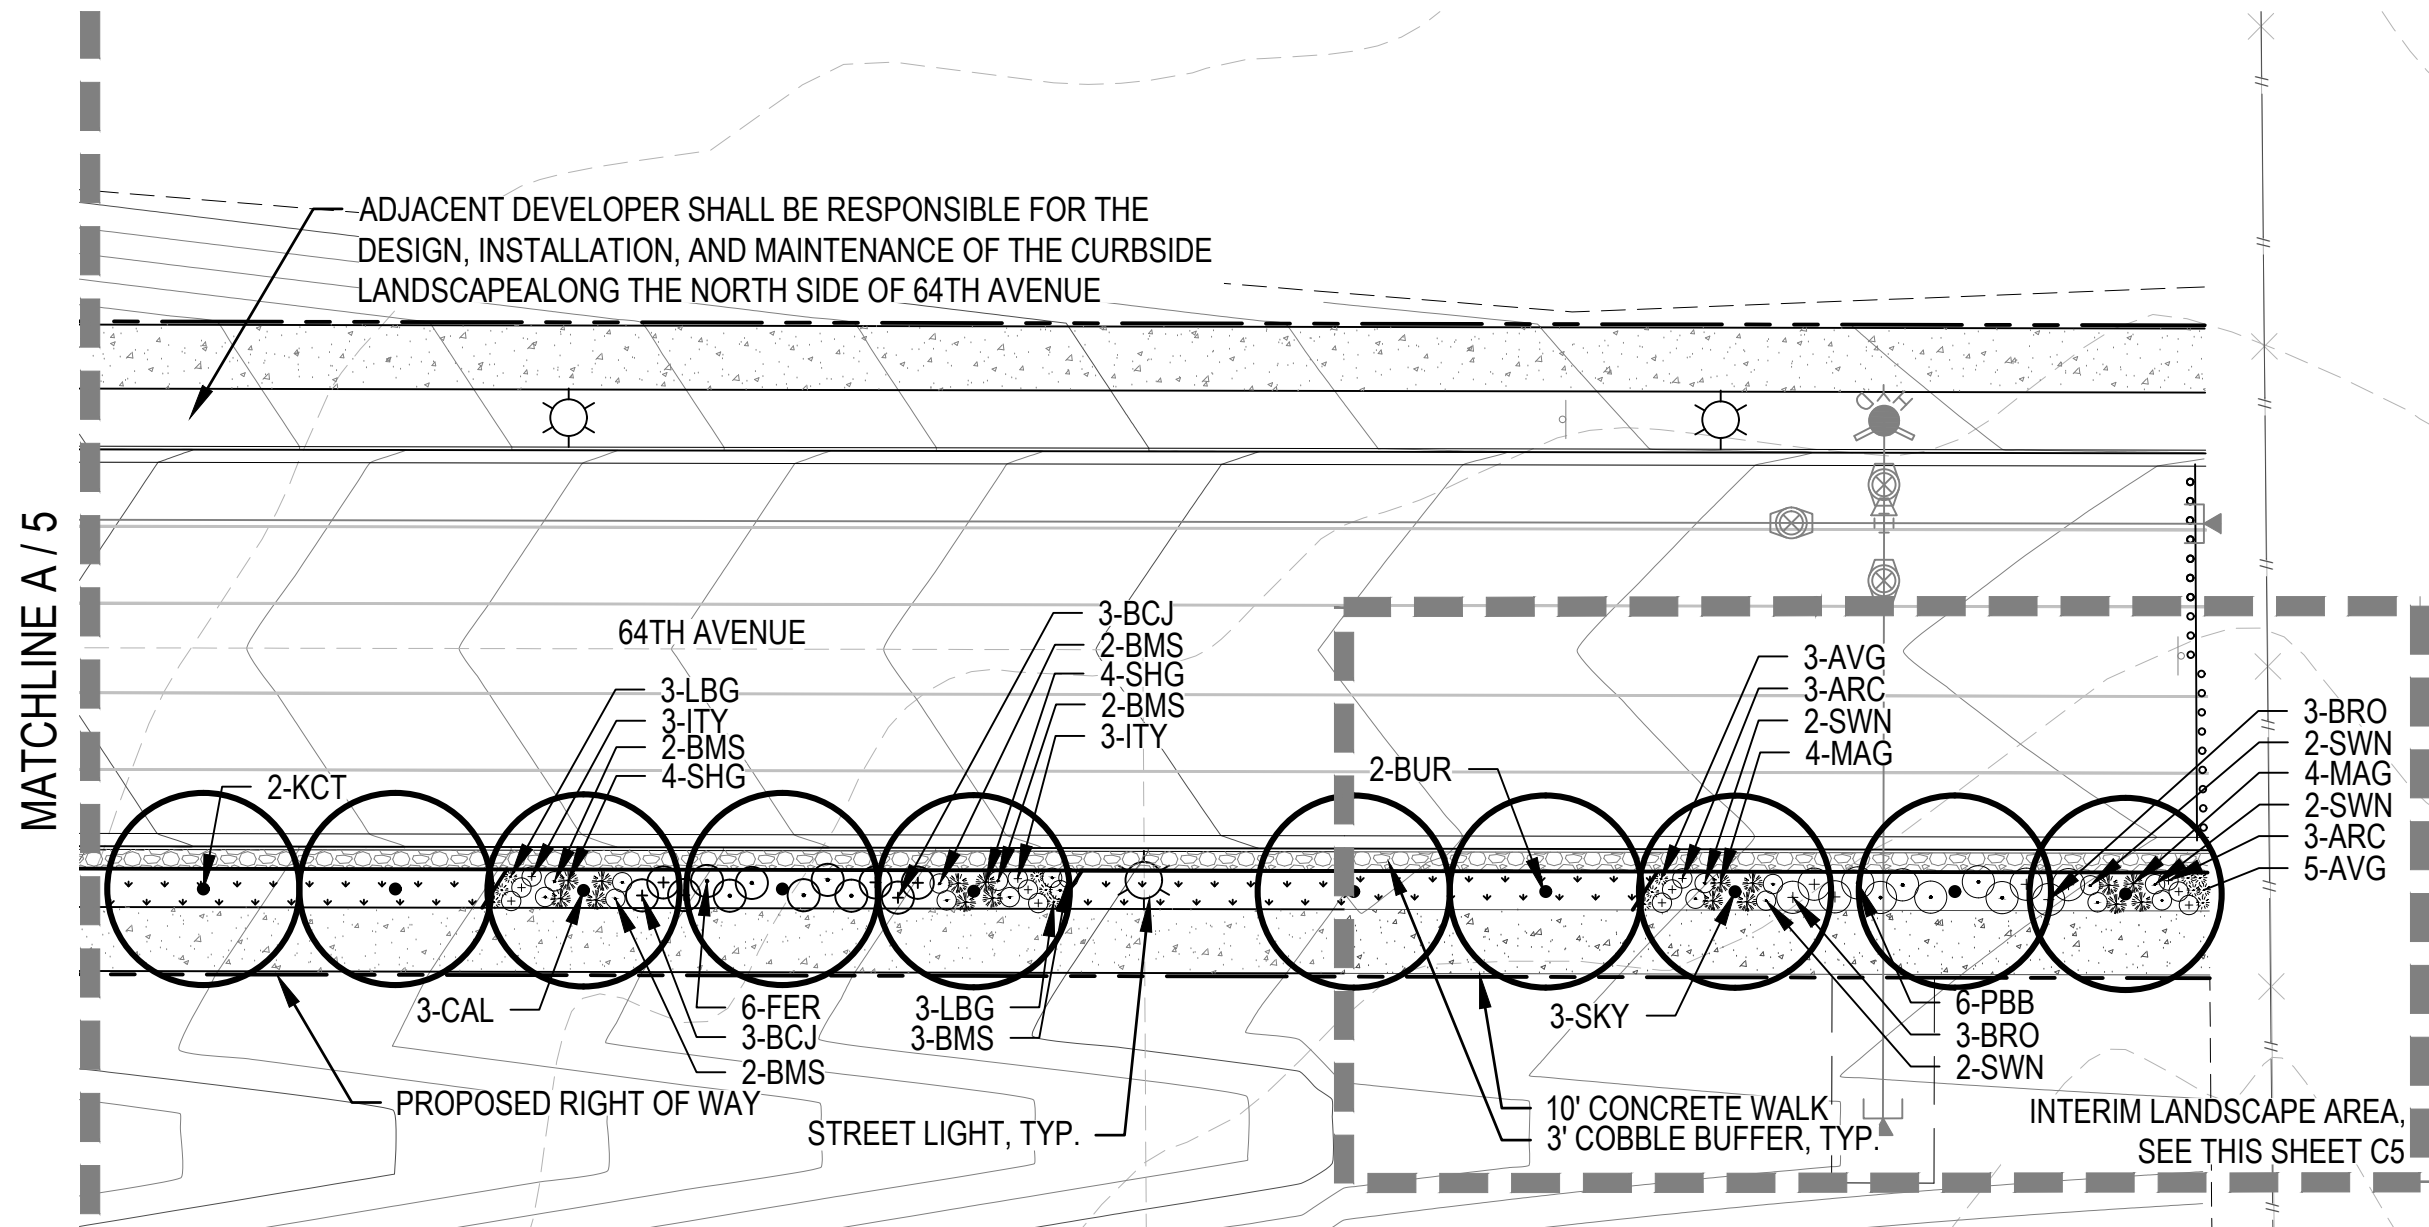 ADJACENT DEVELOPER SHALL BE RESPONSIBLE FOR THE
DESIGN, INSTALLATION, AND MAINTENANCE OF THE CURBSIDE
LANDSCAPEALONG THE NORTH SIDE OF 64TH AVENUE
HYD
MATCHLINE A / 5
64TH AVENUE
3-BCJ
2-BMS
4-SHG
2-BMS
3-ITY
3-LBG
3-ITY
2-BMS
4-SHG
2-KCT
3-AVG
3-ARC
2-SWN
4-MAG
2-BUR
3-BRO
2-SWN
4-MAG
2-SWN
3-ARC
5-AVG
3-CAL
6-FER
3-BCJ
2-BMS
3-LBG
3-BMS
3-SKY
6-PBB
3-BRO
2-SWN
PROPOSED RIGHT OF WAY
STREET LIGHT, TYP.
10' CONCRETE WALK
3' COBBLE BUFFER, TYP.
INTERIM LANDSCAPE AREA,
SEE THIS SHEET C5